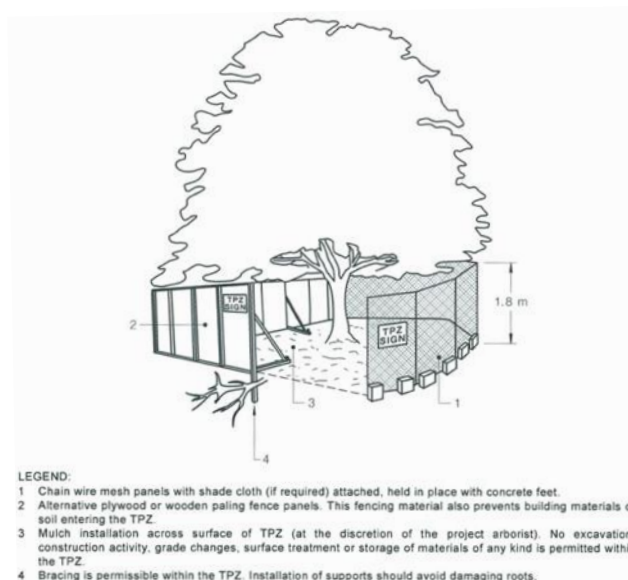 TPZ
SIGN
1.8 m
2
TPZ
SIGN
3
1
4
LEGEND:
1 Chain wire mesh panels with shade cloth (if required) attached, held in place with concrete feet.
2 Alternative plywood or wooden paling fence panels. This fencing material also prevents building materials o
soil entering the TPZ.
3 Mulch installation across surface of TPZ (at the discretion of the project arborist). No excavation
construction activity, grade changes, surface treatment or storage of materials of any kind is permitted withi
the TPZ.
4 Bracing is permissible within the TPZ. Installation of supports should avoid damaging roots.